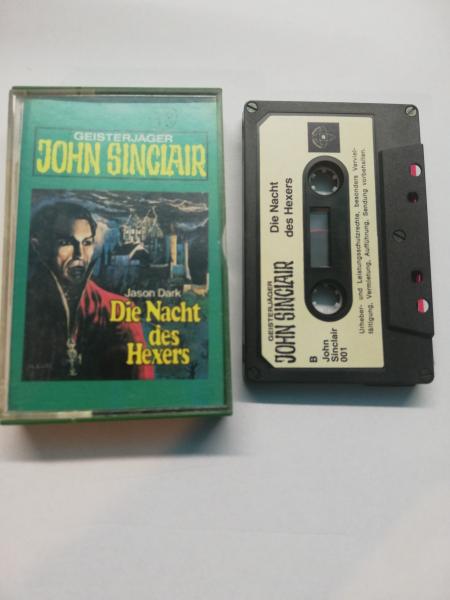 GEISTERJÄGER
JOHN SINCLAIR
Jason Dark
Die Nacht
des
Hexers
GEISTERJÄGER
JOHN SINCLAIR
Die Nacht
des Hexers
B
John
Sinclair
001
Urheber- und Leistungsschutzrechte, besonders Verviel-
fältigung, Vermietung, Aufführung, Sendung vorbehalten.